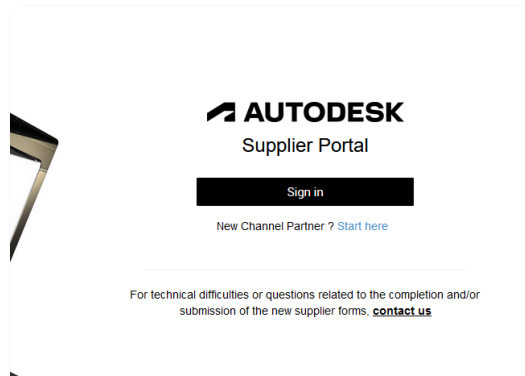 AUTODESK
Supplier Portal
Sign in
New Channel Partner ? Start here
For technical difficulties or questions related to the completion and/or
submission of the new supplier forms, contact us